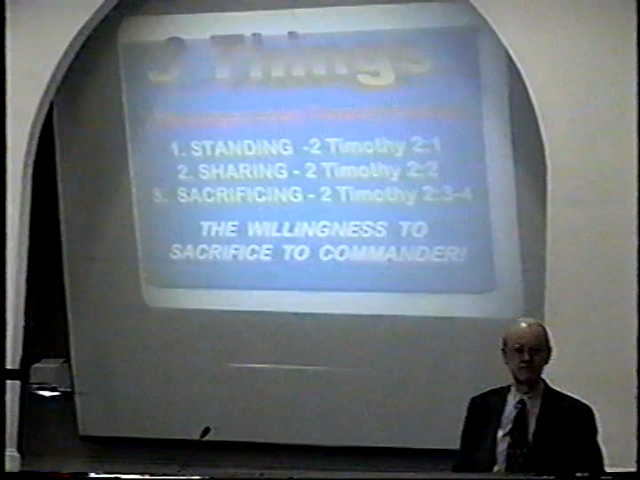 3 Things
1. STANDING -2 Timothy 2:1
2. SHARING - 2 Timothy 2:2
3. SACRIFICING - 2 Timothy 2:3-4
THE WILLINGNESS TO
SACRIFICE TO COMMANDER!